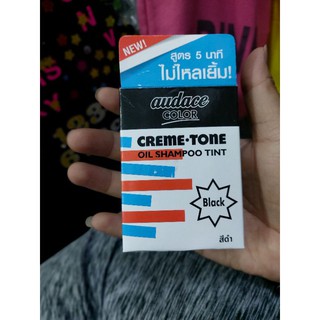 NEW!
สูตร 5 นาที
ไม่ไหลเยิ้ม!
audace
COLOR
CREME•TONE
OIL SHAMPOO TINT
Black
สีดำ